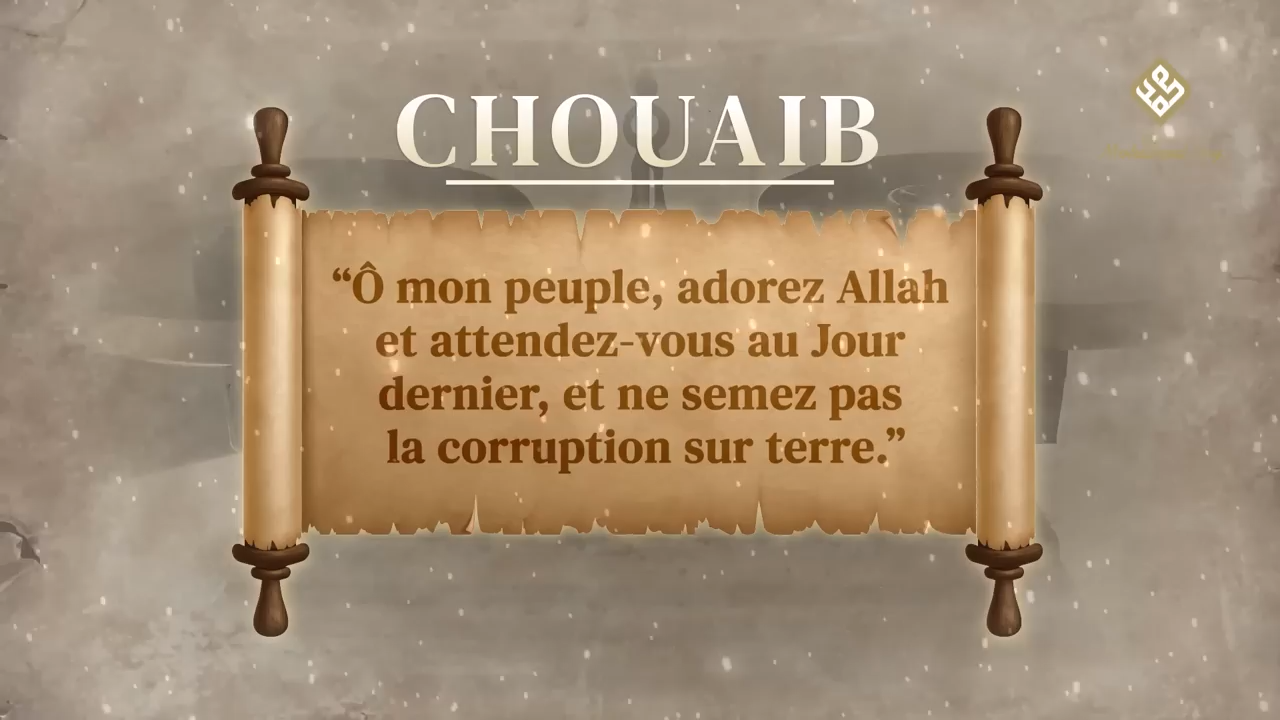 CHOUAIB
“Ô mon peuple, adorez Allah
et attendez-vous au Jour
dernier, et ne semez pas
la corruption sur terre.”